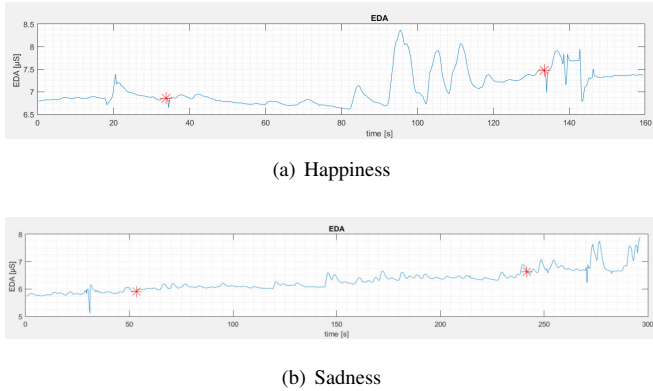 EDA
8.5
8
7.5
7
6.5
EDA [µS]
0 20 40 60 80 100 120 140 160
time [s]
(a) Happiness
EDA
8
7
6
5
EDA [µS]
0 50 100 150 200 250 300
time [s]
(b) Sadness